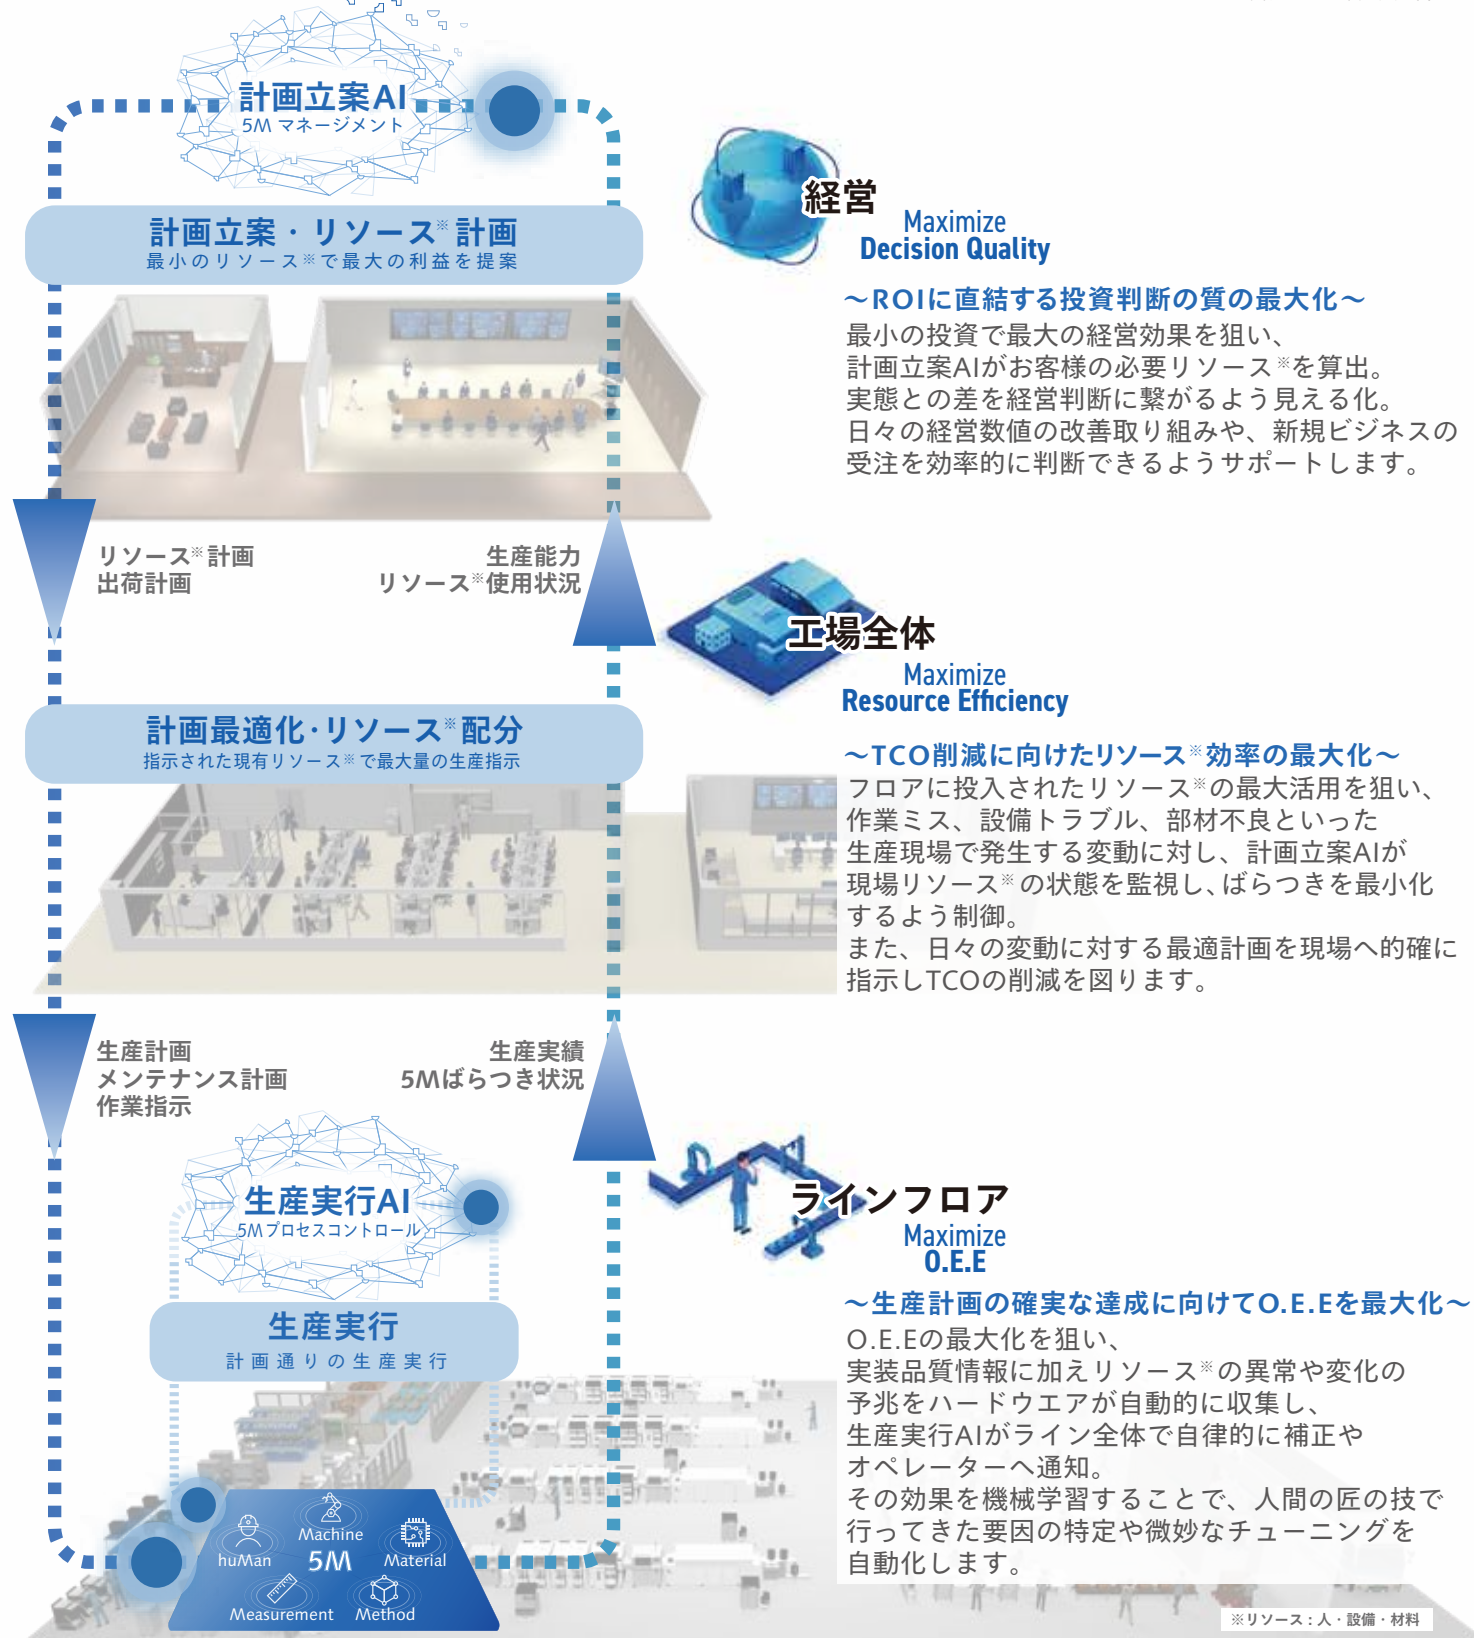 計画立案AI
5M マネージメント
計画立案・リソース※計画
最小のリソース※で最大の利益を提案
経営
Maximize
Decision Quality
～ROIに直結する投資判断の質の最大化～
最小の投資で最大の経営効果を狙い、
計画立案AIがお客様の必要リソース※を算出。
実態との差を経営判断に繋がるよう見える化。
日々の経営数値の改善取り組みや、新規ビジネスの
受注を効率的に判断できるようサポートします。
リソース※計画
出荷計画
生産能力
リソース※使用状況
工場全体
Maximize
Resource Efficiency
計画最適化・リソース※配分
指示された現有リソース※で最大量の生産指示
～TCO削減に向けたリソース※効率の最大化～
フロアに投入されたリソース※の最大活用を狙い、
作業ミス、設備トラブル、部材不良といった
生産現場で発生する変動に対し、計画立案AIが
現場リソース※の状態を監視し、ばらつきを最小化
するよう制御。
また、日々の変動に対する最適計画を現場へ的確に
指示しTCOの削減を図ります。
生産計画
メンテナンス計画
作業指示
生産実績
5Mばらつき状況
生産実行AI
5Mプロセスコントロール
ラインフロア
Maximize
O.E.E
生産実行
計画通りの生産実行
～生産計画の確実な達成に向けてO.E.Eを最大化～
O.E.Eの最大化を狙い、
実装品質情報に加えリソース※の異常や変化の
予兆をハードウエアが自動的に収集し、
生産実行AIがライン全体で自律的に補正や
オペレーターへ通知。
その効果を機械学習することで、人間の匠の技で
行ってきた要因の特定や微妙なチューニングを
自動化します。
Machine
huMan
5M
Material
Measurement
Method
※リソース：人・設備・材料